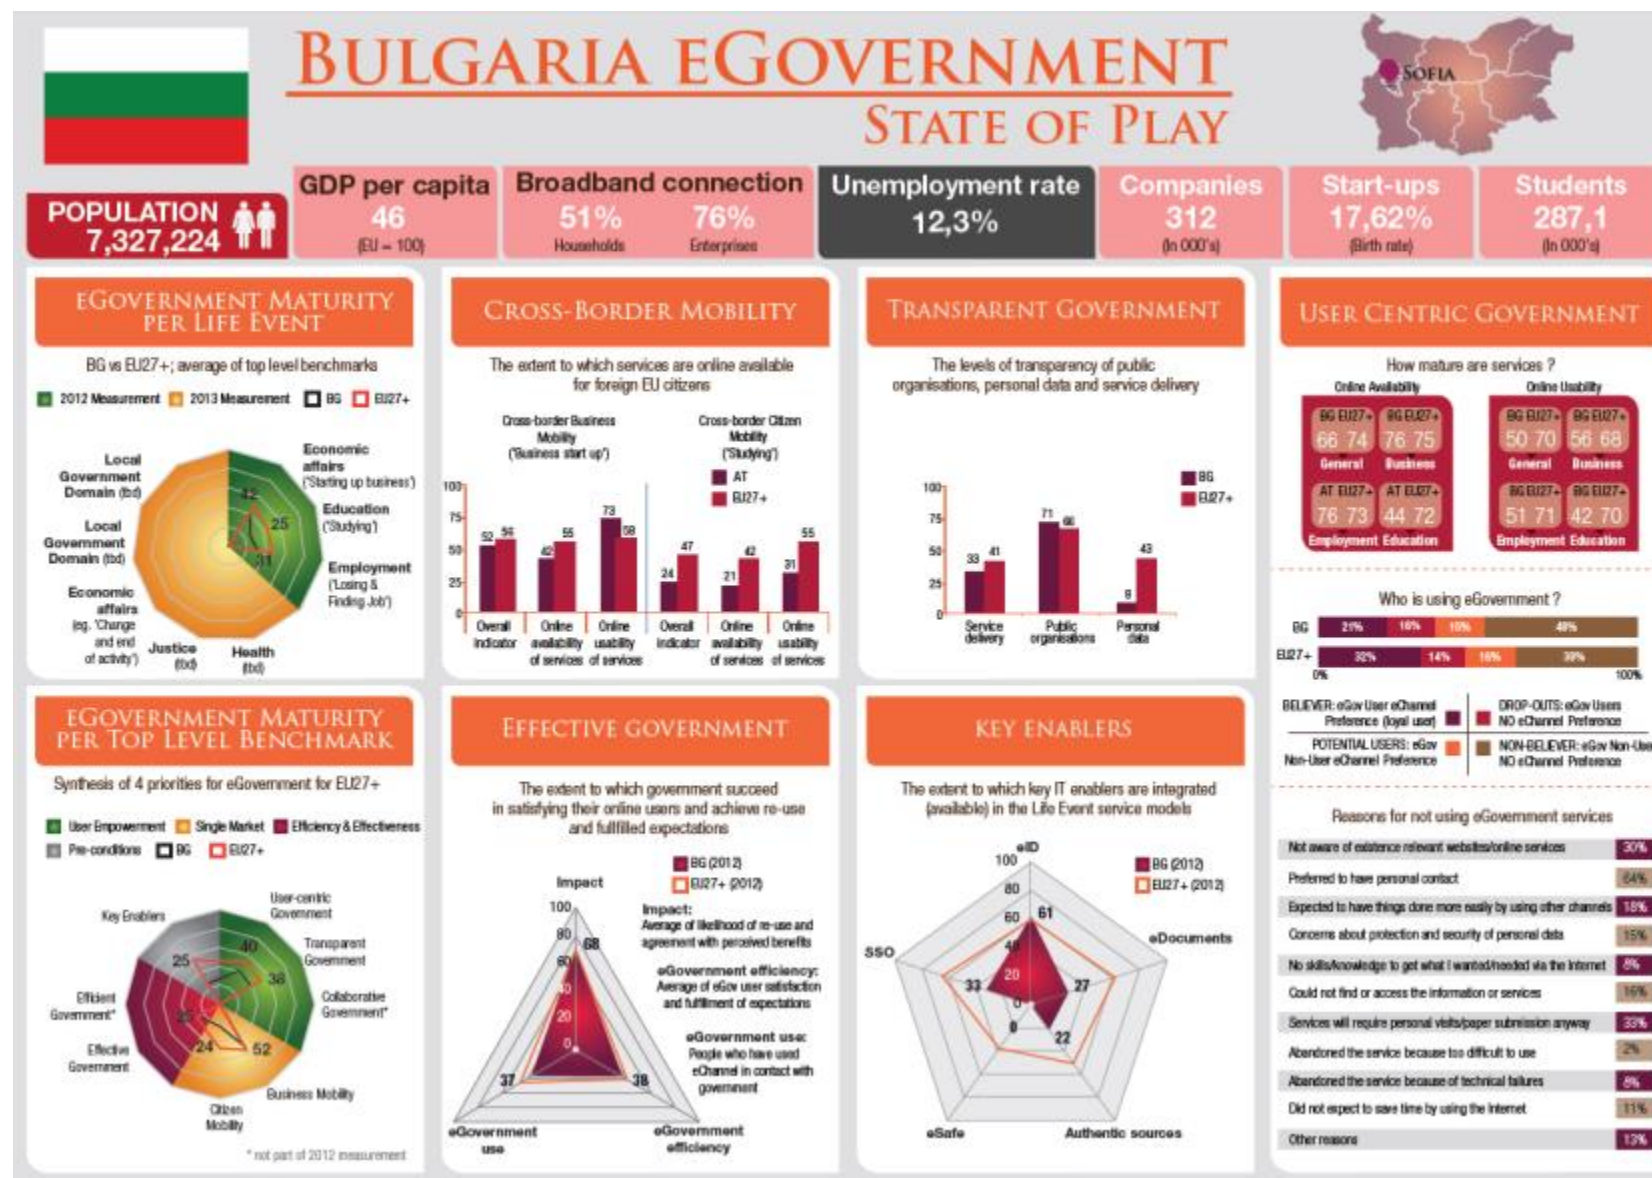 BULGARIA EGOVERNMENT
STATE OF PLAY
SOFIA
POPULATION
7,327,224
GDP per capita
46
(EU = 100)
Broadband connection
51% 76%
Households Enterprises
Unemployment rate
12,3%
Companies
312
(In 000's)
Start-ups
17,62%
(Birth rate)
Students
287,1
(In 000's)
EGOVERNMENT MATURITY
PER LIFE EVENT
BG vs EU27+; average of top level benchmarks
2012 Measurement 2013 Measurement BG EU27+
Economic
affairs
('Starting up business')
Education
('Studying')
Employment
('Losing &
Finding Job')
Health
(tbd)
Justice
(tbd)
Economic
affairs
(eg. 'Change
and end
of activity')
Local
Government
Domain (tbd)
Local
Government
Domain (tbd)
42
25
31
CROSS-BORDER MOBILITY
The extent to which services are online available
for foreign EU citizens
Cross-border Business
Mobility
('Business start up')
Cross-border Citizen
Mobility
('Studying')
AT
EU27+
100
75
50
25
0
52 56 42 55 73 58 24 47 21 42 31 55
Overall
indicator
Online
availability
of services
Online
usability
of services
Overall
indicator
Online
availability
of services
Online
usability
of services
TRANSPARENT GOVERNMENT
The levels of transparency of public
organisations, personal data and service delivery
BG
EU27+
100
75
50
25
0
33 41 71 66 43
Service
delivery
Public
organisations
Personal
data
USER CENTRIC GOVERNMENT
How mature are services ?
Online Availability Online Usability
BG EU27+ BG EU27+ BG EU27+ BG EU27+
66 74 76 75 50 70 56 68
General Business General Business
AT EU27+ AT EU27+ BG EU27+ BG EU27+
76 73 44 72 51 71 42 70
Employment Education Employment Education
Who is using eGovernment ?
BG 21% 15%
EU27+ 32% 14% 16% 39%
0% 100%
BELIEVER: eGov User eChannel
Preference (loyal user)
DROP-OUTS: eGov Users
NO eChannel Preference
POTENTIAL USERS: eGov
Non-User eChannel Preference
NON-BELIEVER: eGov Non-Use
NO eChannel Preference
Reasons for not using eGovernment services
Not aware of existence relevant websites/online services 30%
Preferred to have personal contact 64%
Expected to have things done more easily by using other channels 18%
Concerns about protection and security of personal data 15%
No skills/knowledge to get what I wanted/needed via the Internet
Could not find or access the information or services 16%
Services will require personal visits/paper submission anyway 33%
Abandoned the service because too difficult to use 2%
Abandoned the service because of technical failures
Did not expect to save time by using the Internet 11%
Other reasons 13%
EGOVERNMENT MATURITY
PER TOP LEVEL BENCHMARK
Synthesis of 4 priorities for eGovernment for EU27+
User Empowerment Single Market Efficiency & Effectiveness
Pre-conditions BG EU27+
User-centric
Government
Transparent
Government
Collaborative
Government*
Business Mobility
Citizen
Mobility
Effective
Government
Efficient
Government*
Key Enablers
40
38
52
24
25
* not part of 2012 measurement
EFFECTIVE GOVERNMENT
The extent to which government succeed
in satisfying their online users and achieve re-use
and fullfilled expectations
BG (2012)
EU27+ (2012)
Impact
100
80
60
40
20
0
68
37
38
eGovernment
use
eGovernment
efficiency
Impact:
Average of likelihood of re-use and
agreement with perceived benefits
eGovernment efficiency:
Average of eGov user satisfaction
and fulfilment of expectations
eGovernment use:
People who have used
eChannel in contact with
government
KEY ENABLERS
The extent to which key IT enablers are integrated
(available) in the Life Event service models
BG (2012)
EU27+ (2012)
eID
100
80
60
40
20
0
61
27
22
0
33
eDocuments
Authentic sources
eSafe
SSO